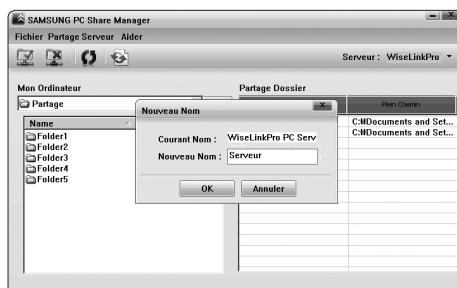 SAMSUNG PC Share Manager
Fichier Partage Serveur Aider
Serveur : WiseLinkPro
Mon Ordinateur
Partage Dossier
Partage
Nouveau Nom
Plein Chemin
Name
C:₩Documents and Set...
C:₩Documents and Set...
Folder1
Folder2
Folder3
Folder4
Folder5
Courant Nom : WiseLinkPro PC Serv
Nouveau Nom : Serveur
OK Annuler